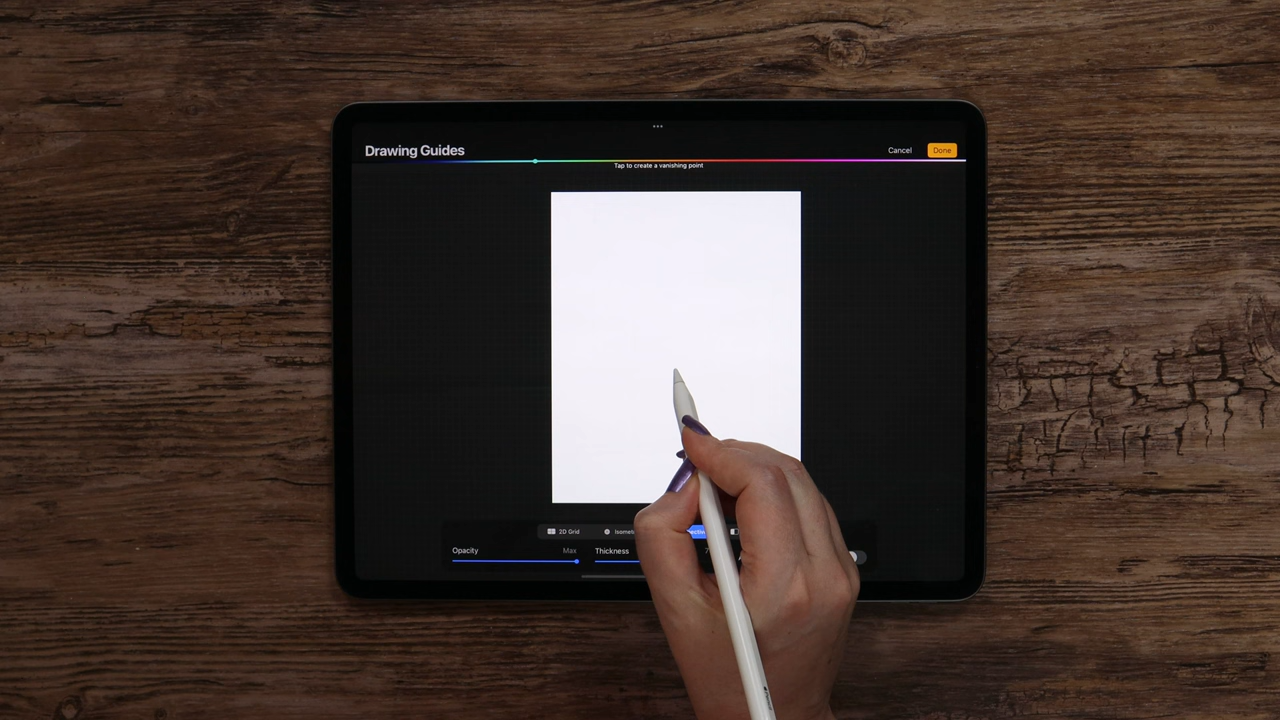 Drawing Guides
Cancel
Done
Tap to create a vanishing point
2D Grid
Opacity
Max
Thickness